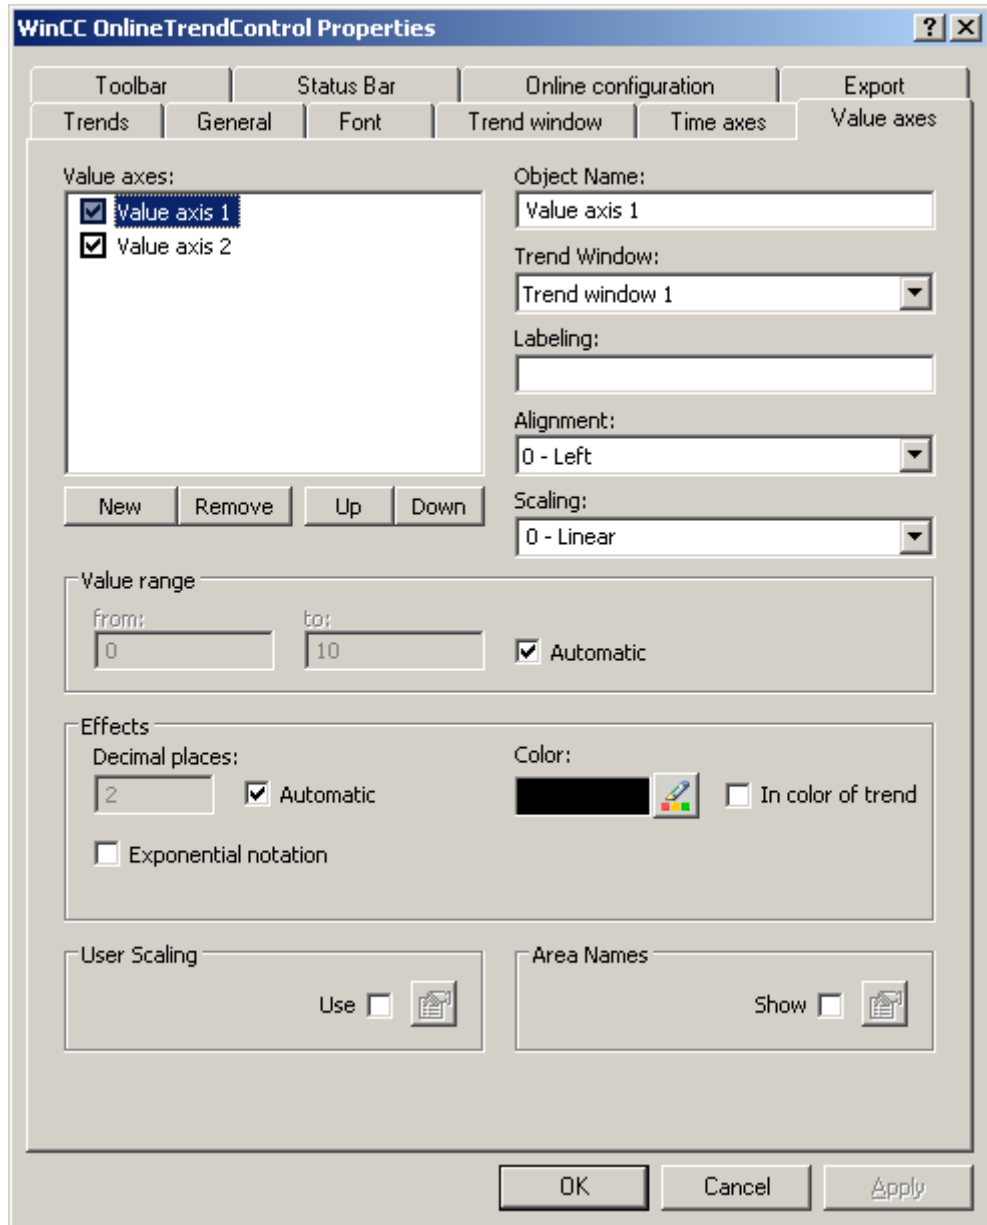 WinCC OnlineTrendControl Properties
Toolbar Status Bar Online configuration Export
Trends General Font Trend window Time axes Value axes
Value axes:
Value axis 1
Value axis 2
New Remove Up Down
Object Name:
Value axis 1
Trend Window:
Trend window 1
Labeling:
Alignment:
0 - Left
Scaling:
0 - Linear
Value range
from: to:
0 10 Automatic
Effects
Decimal places: Color:
2 Automatic In color of trend
Exponential notation
User Scaling Area Names
Use Show
OK Cancel Apply